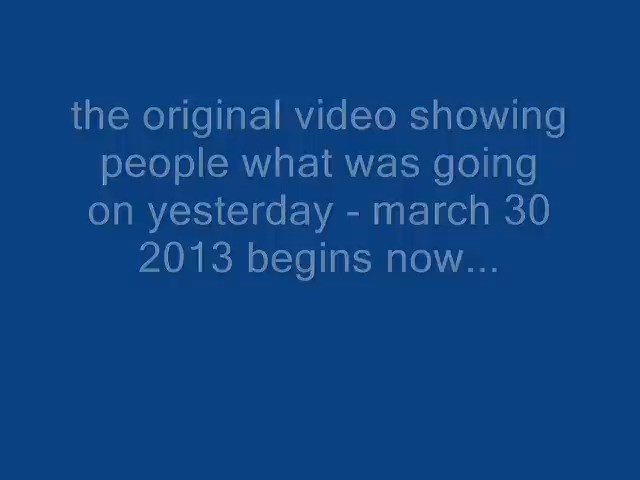 the original video showing
people what was going
on yesterday - march 30
2013 begins now...